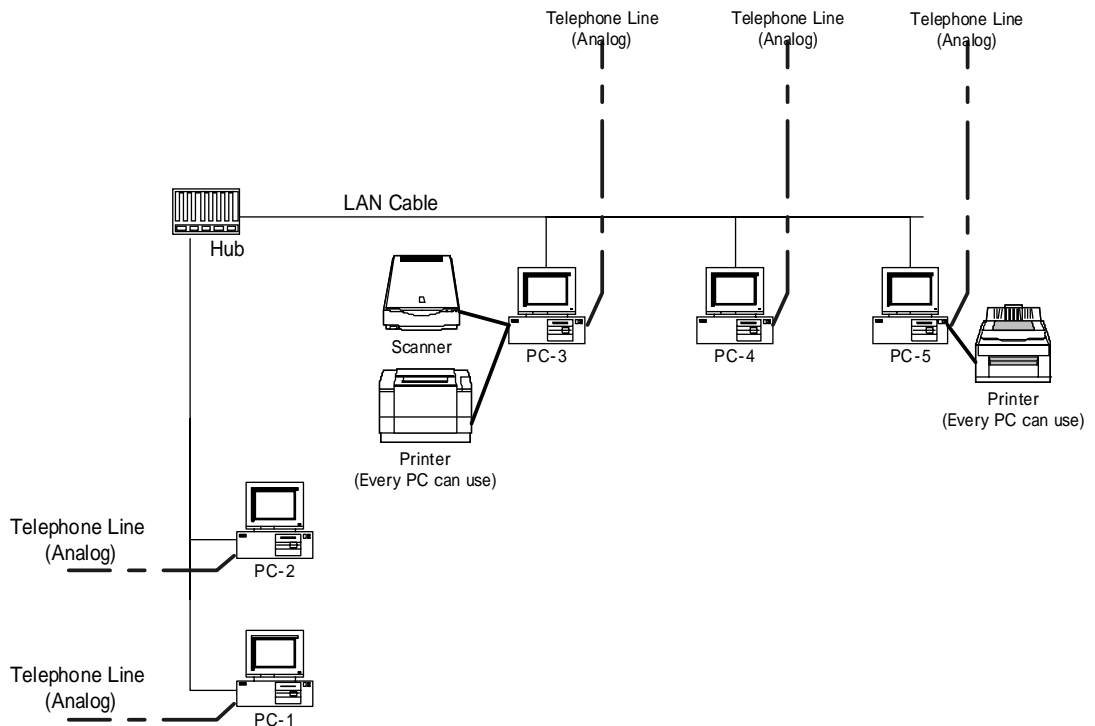 Telephone Line
(Analog)
Telephone Line
(Analog)
Telephone Line
(Analog)
LAN Cable
Hub
Scanner
PC-3
PC-4
PC-5
Printer
(Every PC can use)
Printer
(Every PC can use)
Telephone Line
(Analog)
PC-2
Telephone Line
(Analog)
PC-1